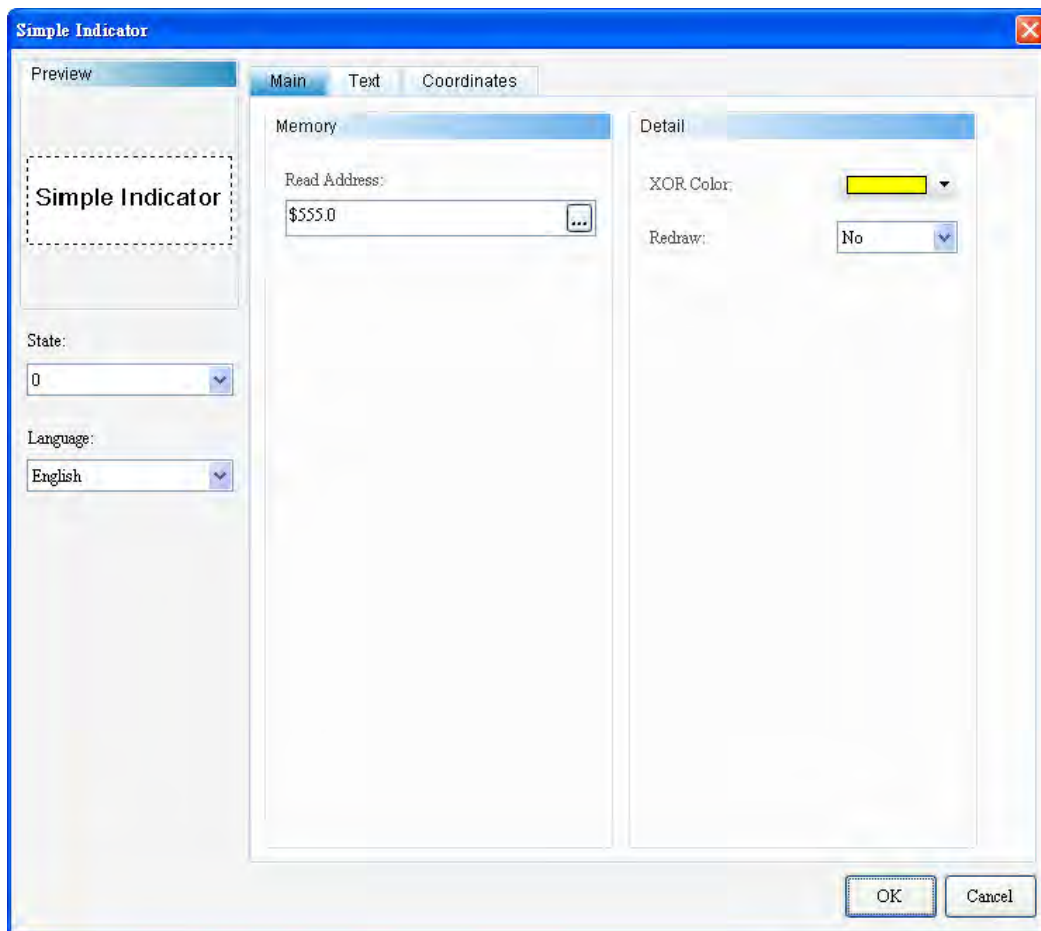 Simple Indicator
Preview
Simple Indicator
State:
0
Language:
English
Main Text Coordinates
Memory
Read Address:
$555.0
...
Detail
XOR Color:
Redraw:
No
OK Cancel